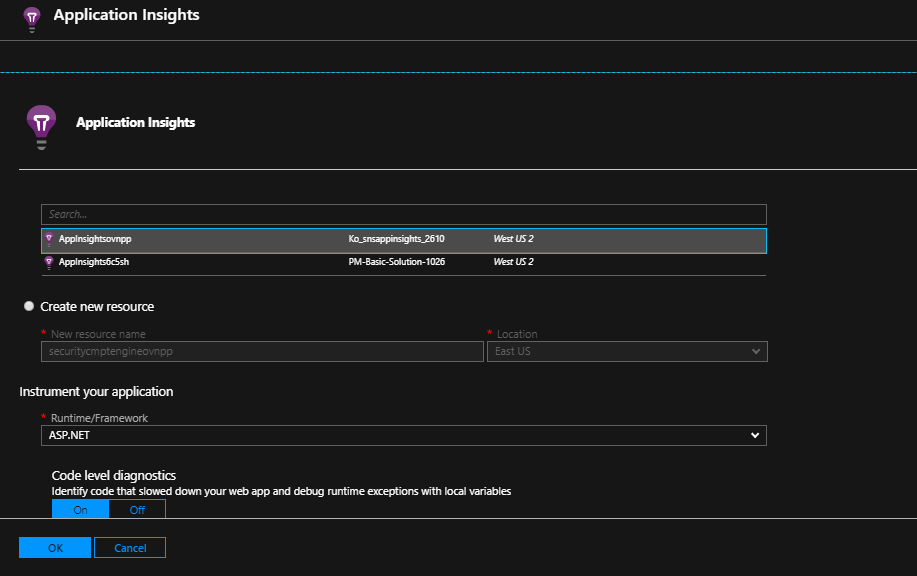 Application Insights
Application Insights
Search...
AppInsightsovnpp Ko_snsappinsights_2610 West US 2
AppInsights6c5sh PM-Basic-Solution-1026 West US 2
Create new resource
* New resource name * Location
securitycmptengineovnpp East US
Instrument your application
* Runtime/Framework
ASP.NET
Code level diagnostics
Identify code that slowed down your web app and debug runtime exceptions with local variables
On Off
OK Cancel